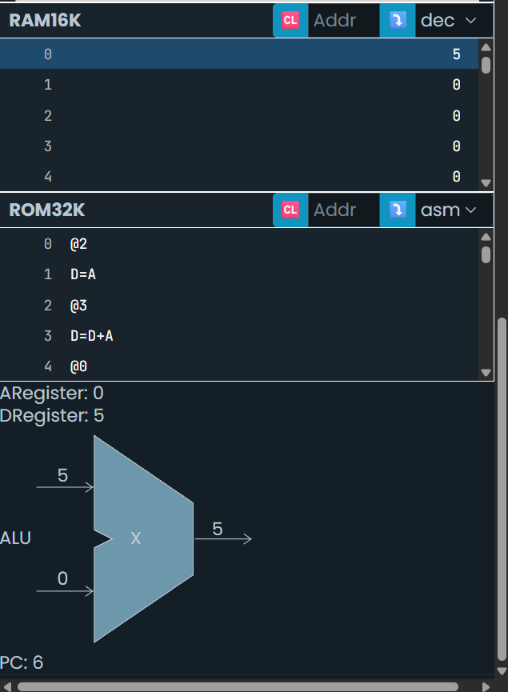 RAM16K CL Addr dec
0 5
1 0
2 0
3 0
4 0
ROM32K CL Addr asm
0 @2
1 D=A
2 @3
3 D=D+A
4 @0
ARegister: 0
DRegister: 5
5
5
ALU X
0
PC: 6